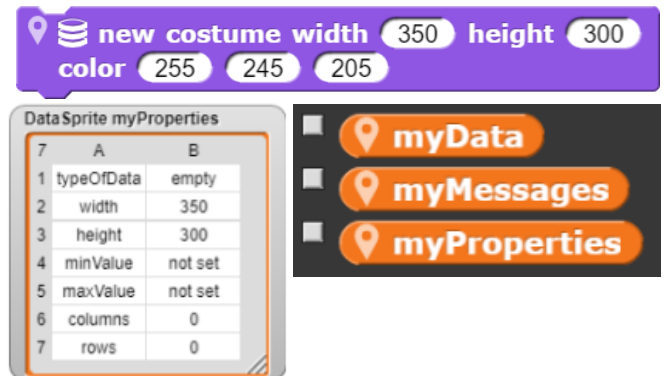 new costume width 350 height 300
color 255 245 205
DataSprite myProperties
7 A B
1 typeOfData empty
2 width 350
3 height 300
4 minValue not set
5 maxValue not set
6 columns 0
7 rows 0
myData
myMessages
myProperties